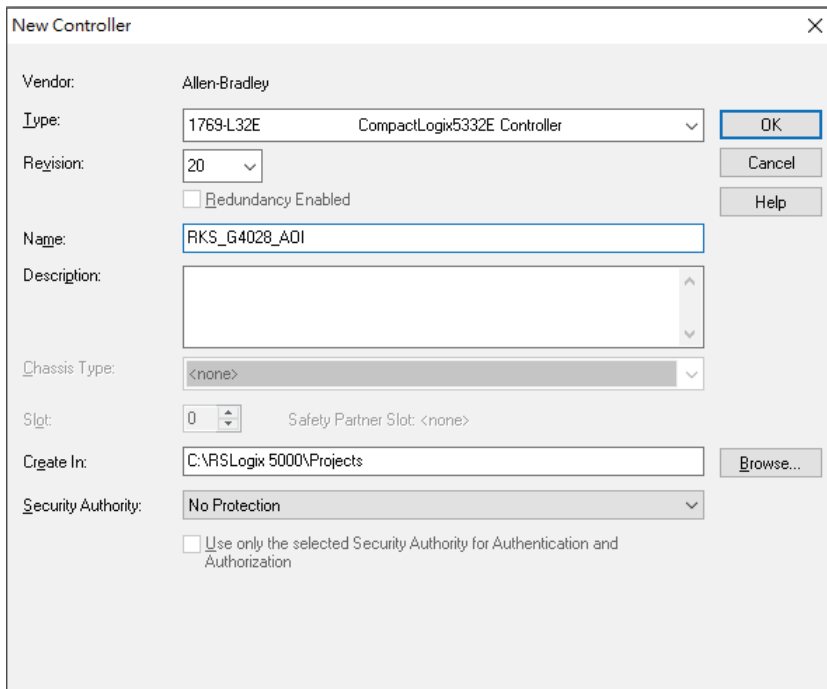 New Controller
Vendor: Allen-Bradley
Type: 1769-L32E CompactLogix5332E Controller OK
Revision: 20 Cancel
Redundancy Enabled Help
Name: RKS_G4028_AOI
Description:
Chassis Type: <none>
Slot: 0 Safety Partner Slot: <none>
Create In: C:\RSLogix 5000\Projects Browse...
Security Authority: No Protection
Use only the selected Security Authority for Authentication and
Authorization